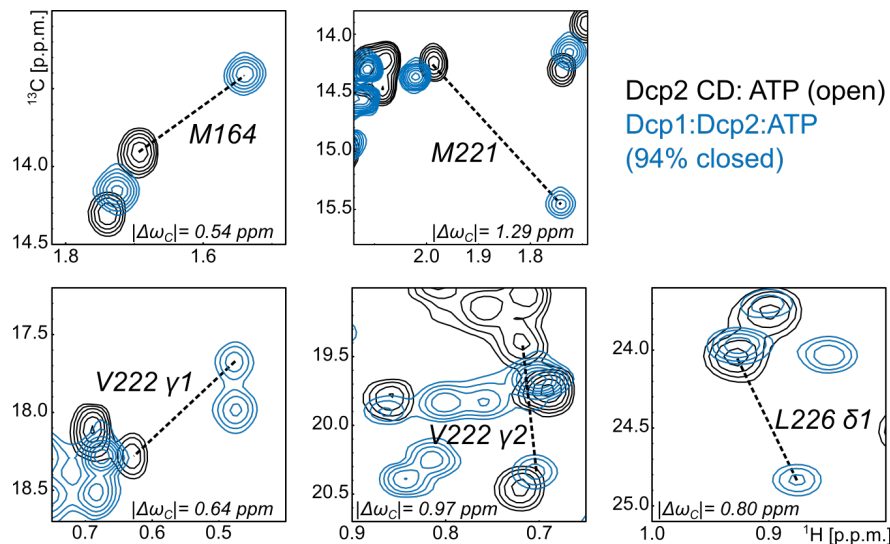 ¹³C [p.p.m.]
14.0
14.5
M164
|Δω_C|= 0.54 ppm
1.8
1.6
14.0
14.5
15.0
15.5
M221
|Δω_C|= 1.29 ppm
2.0
1.9
1.8
Dcp2 CD: ATP (open)
Dcp1:Dcp2:ATP
(94% closed)
17.5
18.0
18.5
V222 γ1
|Δω_C|= 0.64 ppm
0.7
0.6
0.5
19.5
20.0
20.5
V222 γ2
|Δω_C|= 0.97 ppm
0.9
0.8
0.7
24.0
24.5
25.0
L226 δ1
|Δω_C|= 0.80 ppm
1.0
0.9
¹H [p.p.m.]